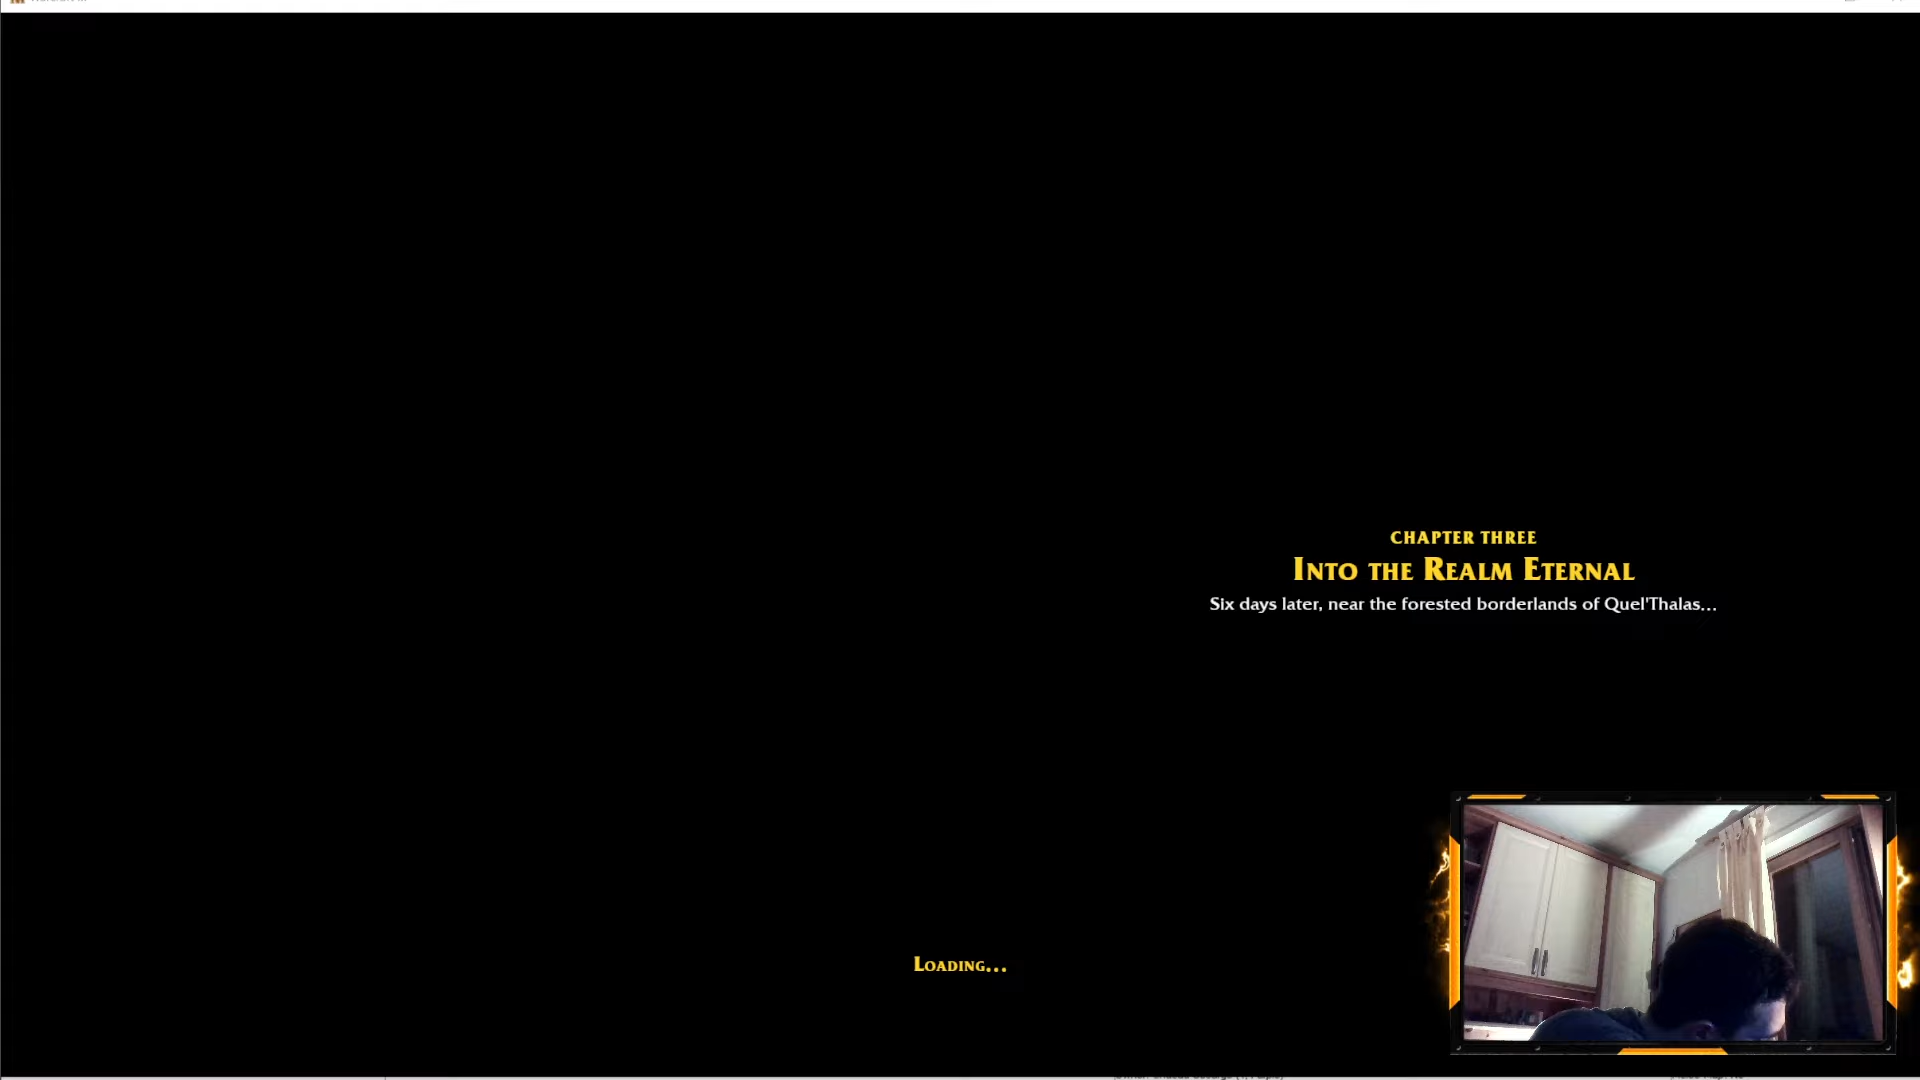 CHAPTER THREE
INTO THE REALM ETERNAL
Six days later, near the forested borderlands of Quel'Thalas...
LOADING...